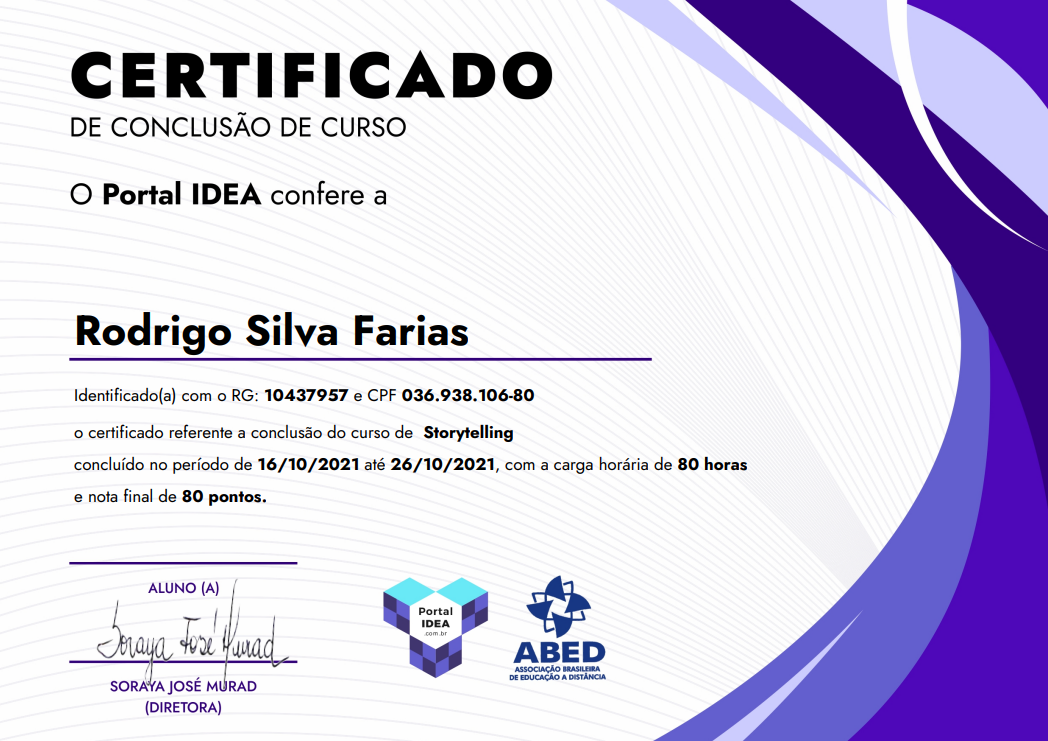 CERTIFICADO
DE CONCLUSÃO DE CURSO
O Portal IDEA confere a
Rodrigo Silva Farias
Identificado(a) com o RG: 10437957 e CPF 036.938.106-80
o certificado referente a conclusão do curso de Storytelling
concluído no período de 16/10/2021 até 26/10/2021, com a carga horária de 80 horas
e nota final de 80 pontos.
ALUNO (A)
Soraya José Murad
SORAYA JOSÉ MURAD
(DIRETORA)
Portal
IDEA
.com.br
ABED
ASSOCIAÇÃO BRASILEIRA
DE EDUCAÇÃO A DISTÂNCIA